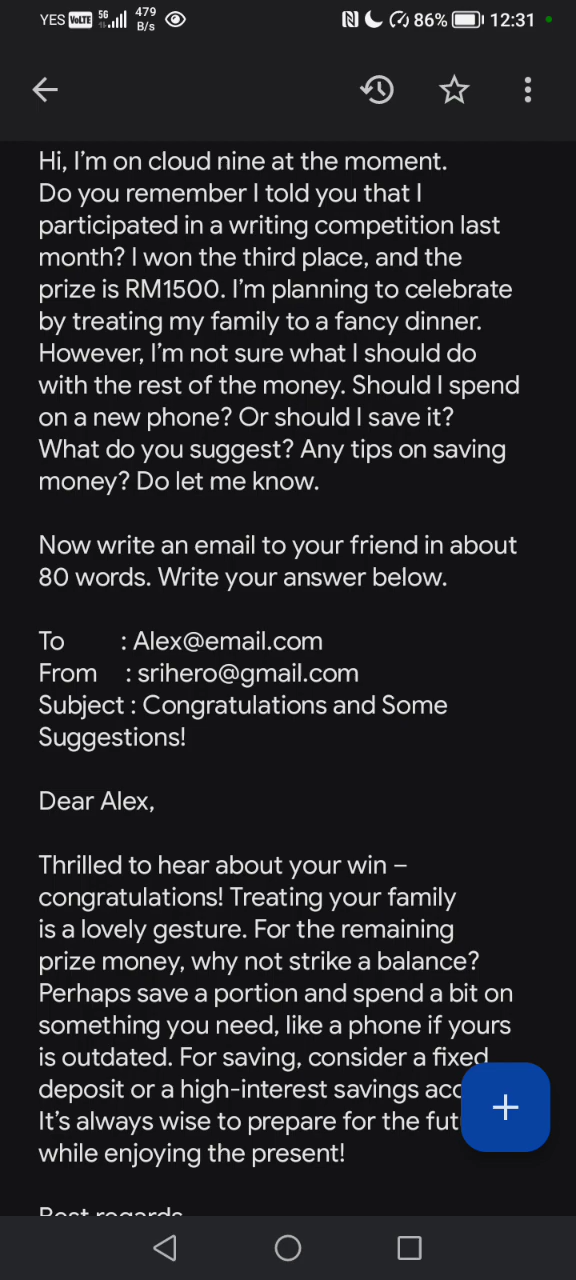 YES VoLTE 5G 479 B/s 86% 12:31
Hi, I'm on cloud nine at the moment.
Do you remember I told you that I
participated in a writing competition last
month? I won the third place, and the
prize is RM1500. I'm planning to celebrate
by treating my family to a fancy dinner.
However, I'm not sure what I should do
with the rest of the money. Should I spend
on a new phone? Or should I save it?
What do you suggest? Any tips on saving
money? Do let me know.
Now write an email to your friend in about
80 words. Write your answer below.
To : Alex@email.com
From : srihero@gmail.com
Subject : Congratulations and Some
Suggestions!
Dear Alex,
Thrilled to hear about your win –
congratulations! Treating your family
is a lovely gesture. For the remaining
prize money, why not strike a balance?
Perhaps save a portion and spend a bit on
something you need, like a phone if yours
is outdated. For saving, consider a fixed
deposit or a high-interest savings acc
It's always wise to prepare for the fut
while enjoying the present!
Best regards